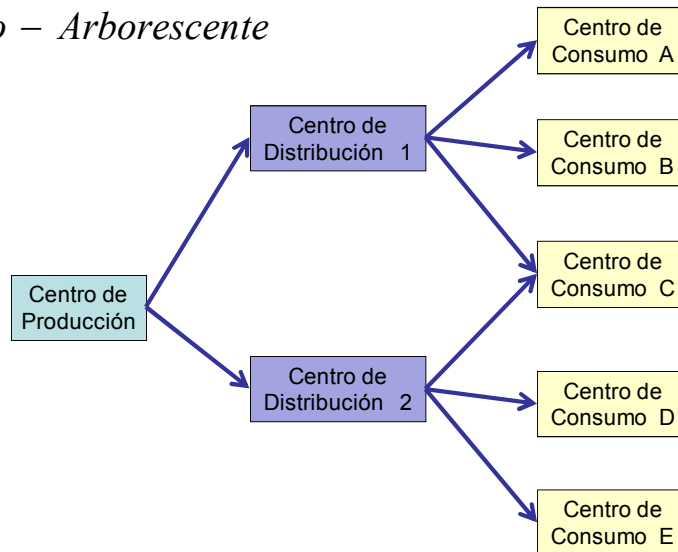 – Arborescente
Centro de
Consumo A
Centro de
Distribución 1
Centro de
Consumo B
Centro de
Consumo C
Centro de
Producción
Centro de
Distribución 2
Centro de
Consumo D
Centro de
Consumo E